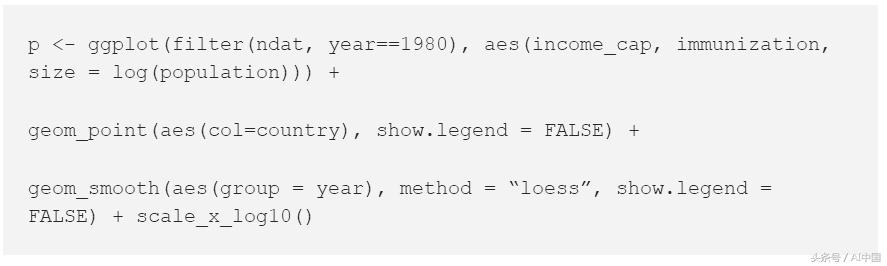 p <- ggplot(filter(ndat, year==1980), aes(income_cap, immunization,
size = log(population))) +
geom_point(aes(col=country), show.legend = FALSE) +
geom_smooth(aes(group = year), method = “loess”, show.legend =
FALSE) + scale_x_log10()
头条号 / AI中国